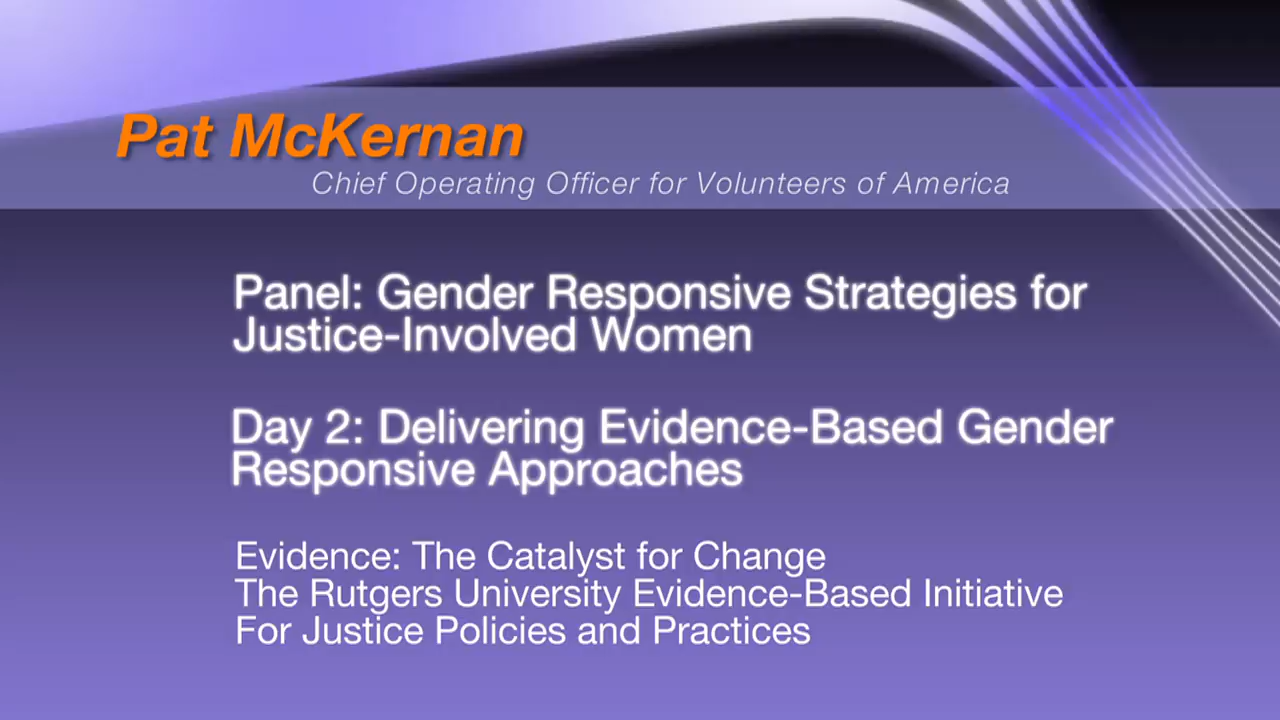 Pat McKernan
Chief Operating Officer for Volunteers of America
Panel: Gender Responsive Strategies for
Justice-Involved Women
Day 2: Delivering Evidence-Based Gender
Responsive Approaches
Evidence: The Catalyst for Change
The Rutgers University Evidence-Based Initiative
For Justice Policies and Practices